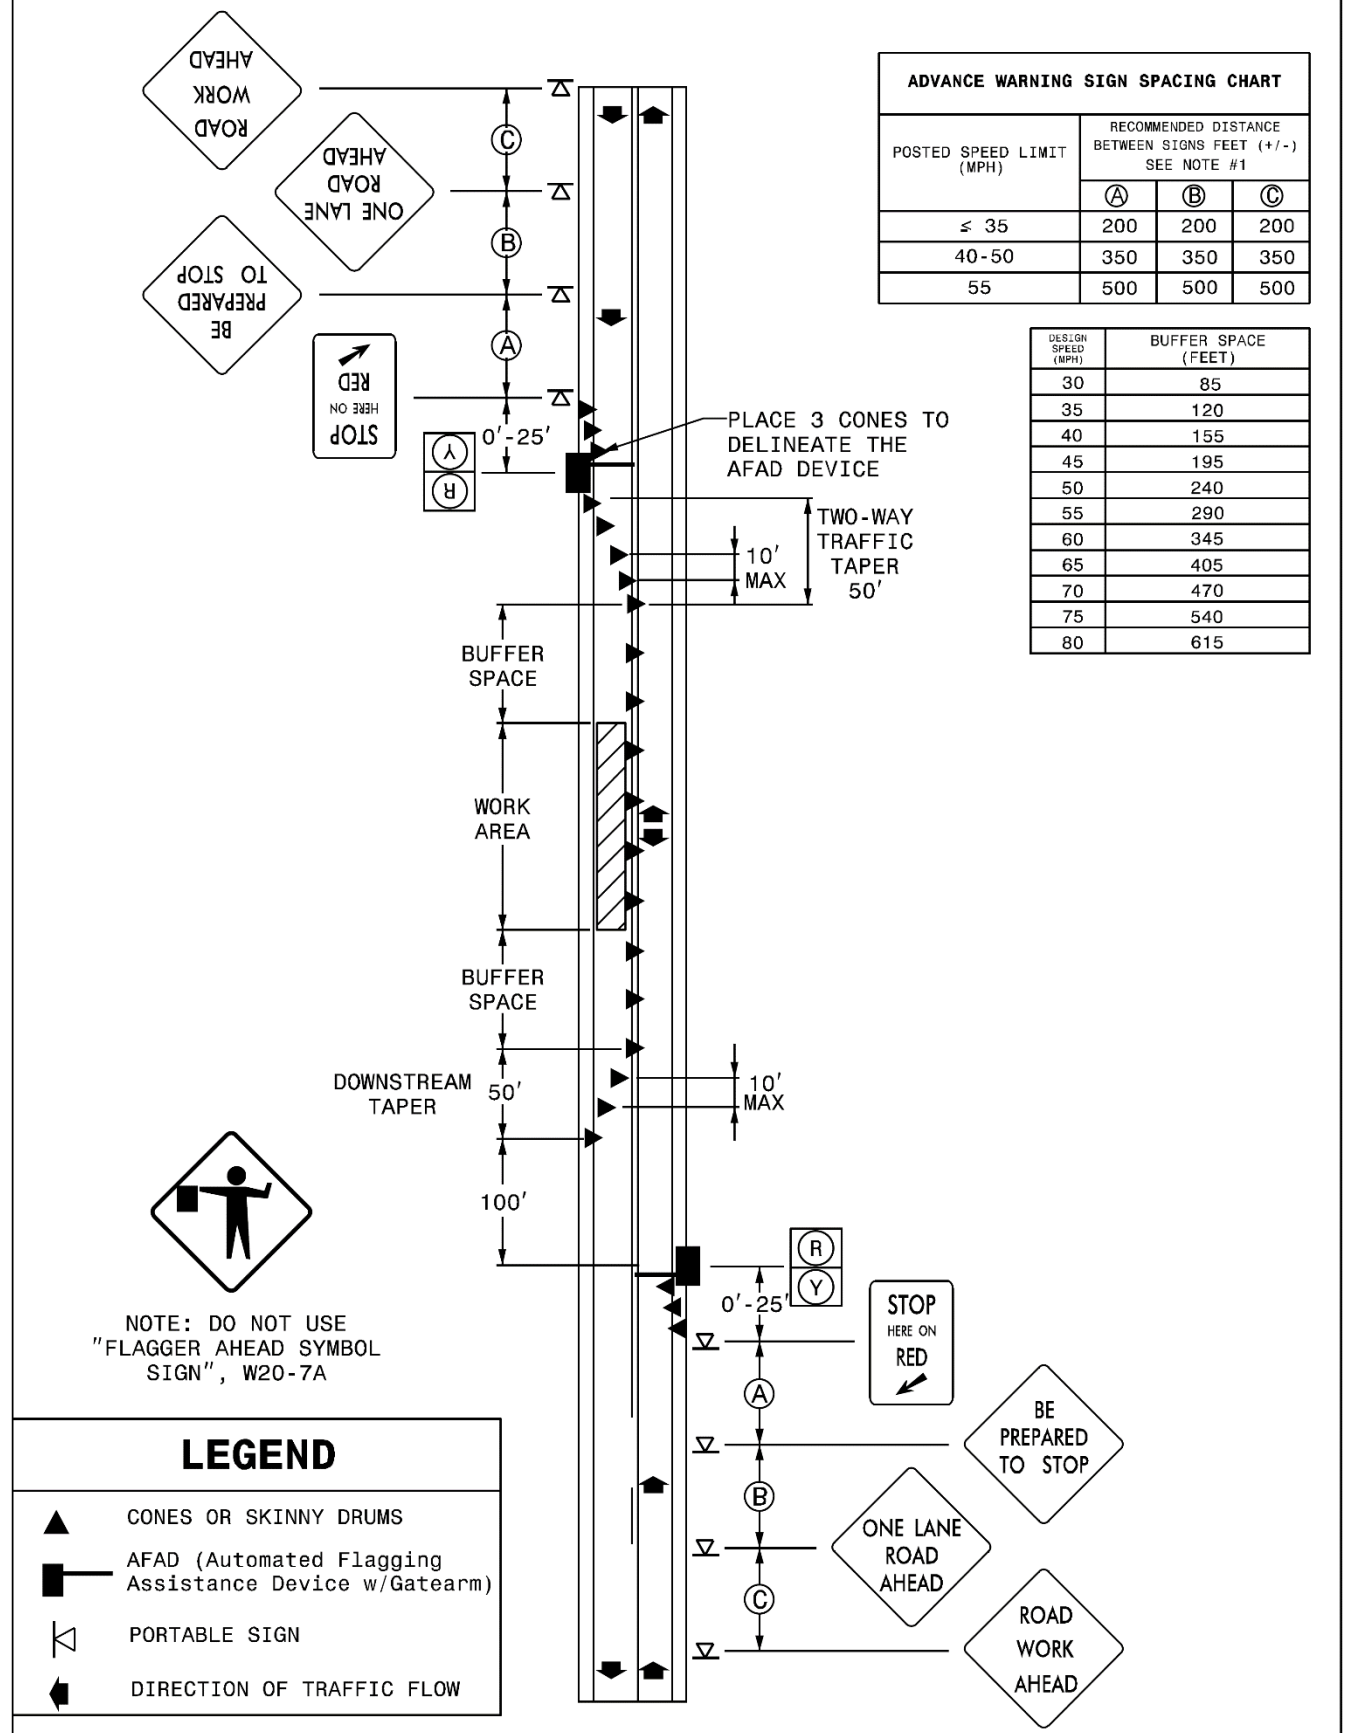 ROAD
WORK
AHEAD
ONE LANE
ROAD
AHEAD
BE
PREPARED
TO STOP
STOP
HERE ON
RED
C
B
A
0'-25'
Y
R
PLACE 3 CONES TO
DELINEATE THE
AFAD DEVICE
TWO-WAY
TRAFFIC
TAPER
50'
10'
MAX
BUFFER
SPACE
WORK
AREA
BUFFER
SPACE
DOWNSTREAM
TAPER
50'
10'
MAX
100'
ADVANCE WARNING SIGN SPACING CHART
POSTED SPEED LIMIT
(MPH)
RECOMMENDED DISTANCE
BETWEEN SIGNS FEET (+/-)
SEE NOTE #1
A B C
≤ 35 200 200 200
40-50 350 350 350
55 500 500 500
DESIGN
SPEED
(MPH)
BUFFER SPACE
(FEET)
30 85
35 120
40 155
45 195
50 240
55 290
60 345
65 405
70 470
75 540
80 615
R
Y
0'-25'
STOP
HERE ON
RED
A
B
C
BE
PREPARED
TO STOP
ONE LANE
ROAD
AHEAD
ROAD
WORK
AHEAD
NOTE: DO NOT USE
"FLAGGER AHEAD SYMBOL
SIGN", W20-7A
LEGEND
CONES OR SKINNY DRUMS
AFAD (Automated Flagging
Assistance Device w/Gatearm)
PORTABLE SIGN
DIRECTION OF TRAFFIC FLOW